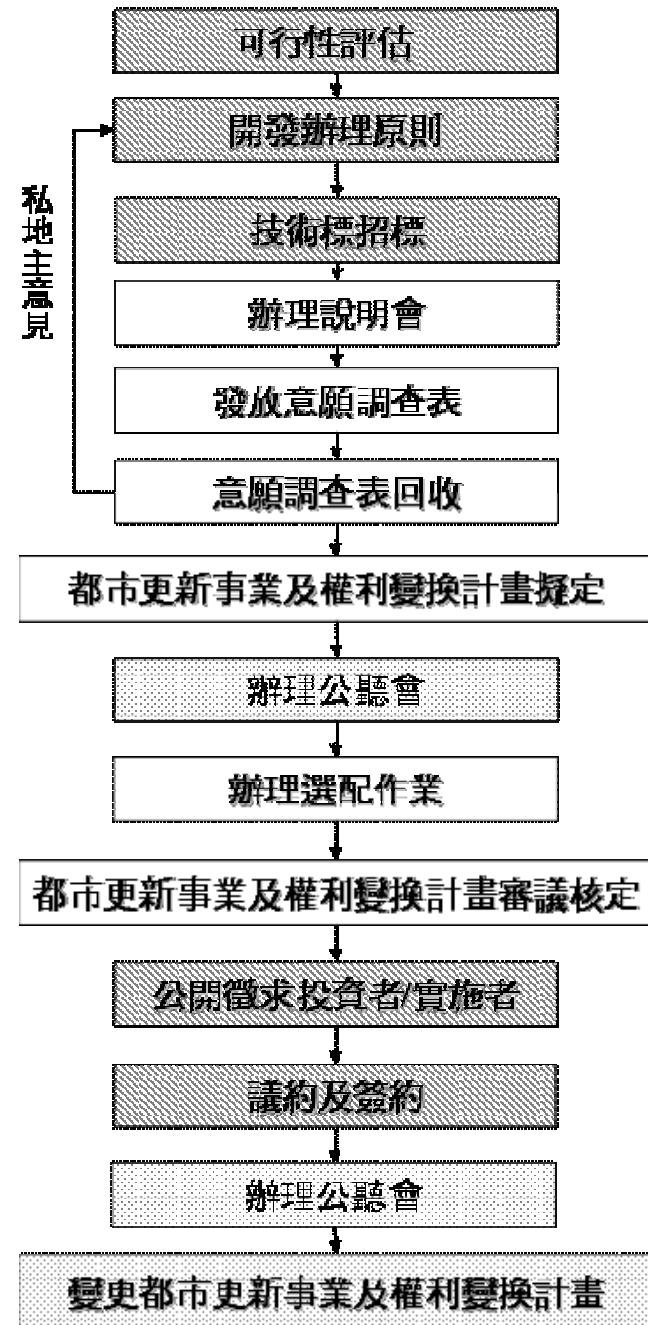 可行性評估
開發辦理原則
私地主意見
技術標招標
辦理說明會
發放意願調查表
意願調查表回收
都市更新事業及權利變換計畫擬定
辦理公聽會
辦理選配作業
都市更新事業及權利變換計畫審議核定
公開徵求投資者/實施者
議約及簽約
辦理公聽會
變更都市更新事業及權利變換計畫